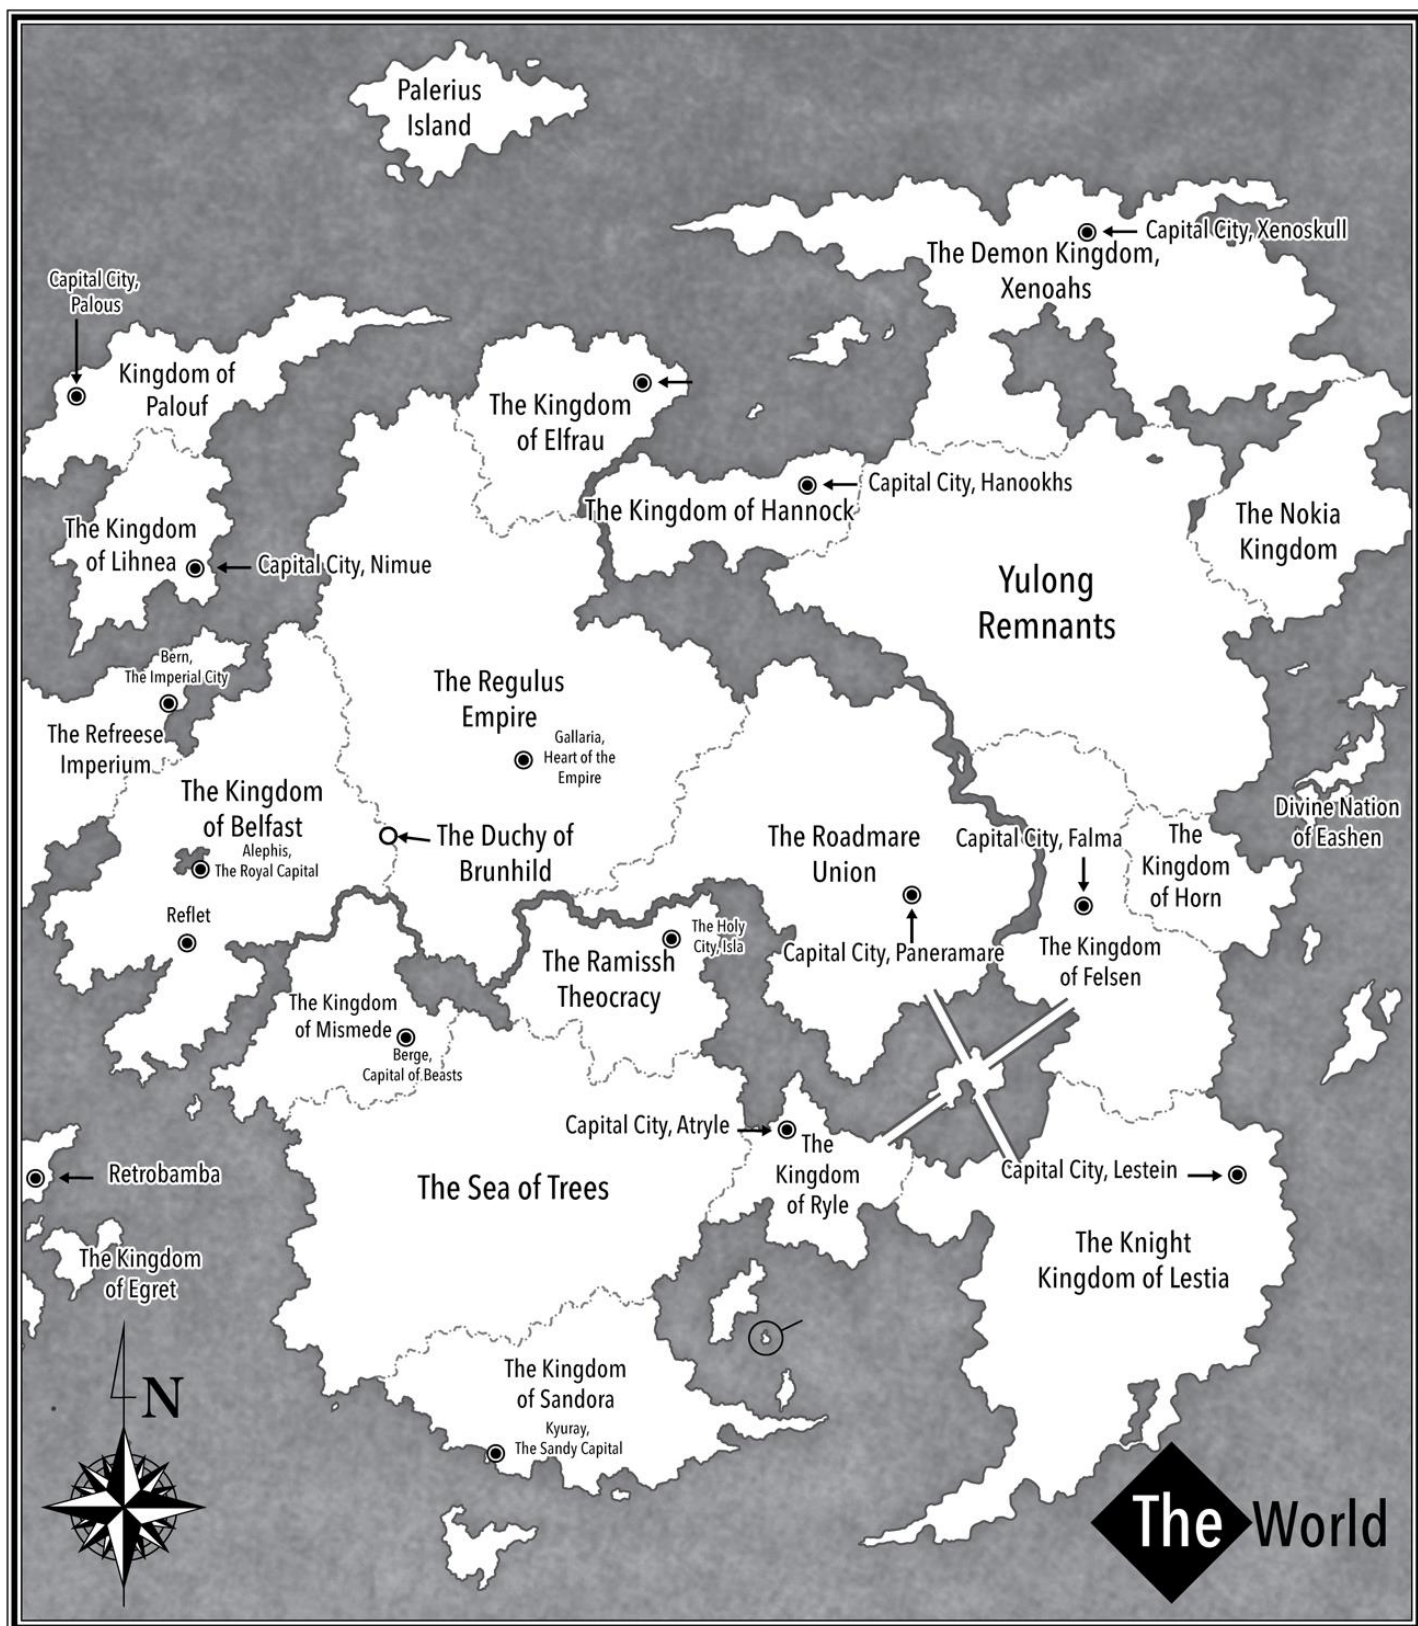 Palerius
Island
Capital City, Xenoskull
The Demon Kingdom,
Xenoahs
Capital City,
Palous
Kingdom of
Palouf
The Kingdom
of Elfrau
Capital City, Hanookhs
The Kingdom of Hannock
The Nokia
Kingdom
The Kingdom
of Lihnea
Capital City, Nimue
Yulong
Remnants
Bern,
The Imperial City
The Refreese
Imperium
The Regulus
Empire
Gallaria,
Heart of the
Empire
The Kingdom
of Belfast
Alephis,
The Royal Capital
The Duchy of
Brunhild
The Roadmare
Union
Capital City, Falma
The
Kingdom
of Horn
Divine Nation
of Eashen
Reflet
The Holy
City, Isla
Capital City, Paneramare
The Kingdom
of Felsen
The Ramissh
Theocracy
The Kingdom
of Mismede
Berge,
Capital of Beasts
Capital City, Atryle
The
Kingdom
of Ryle
Capital City, Lestein
Retrobamba
The Sea of Trees
The Kingdom
of Egret
The Knight
Kingdom of Lestia
The Kingdom
of Sandora
Kyuray,
The Sandy Capital
N
The World